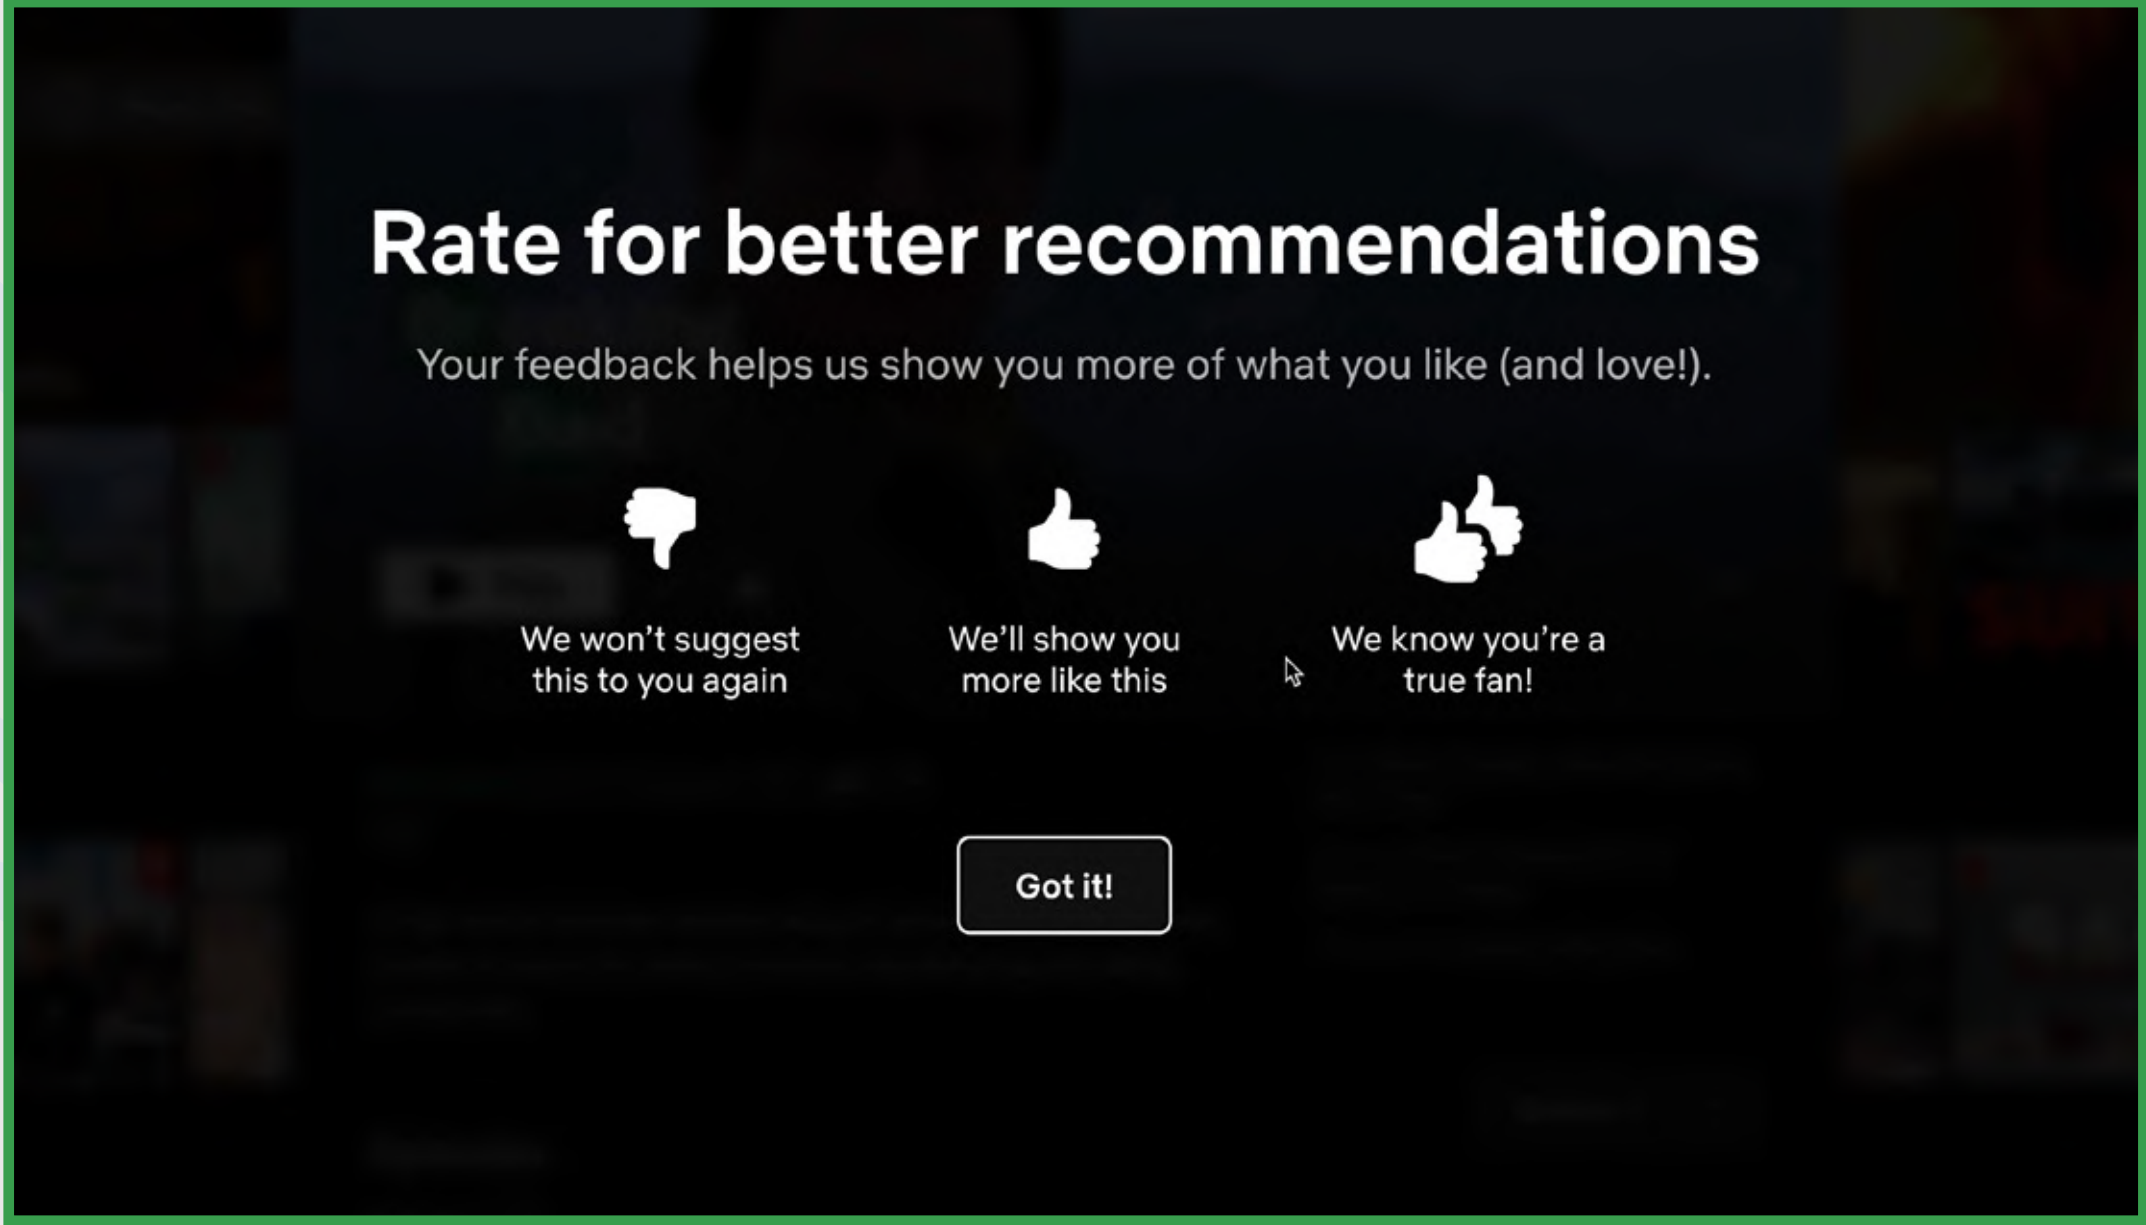 Rate for better recommendations
Your feedback helps us show you more of what you like (and love!).
We won’t suggest
this to you again
We’ll show you
more like this
We know you’re a
true fan!
Got it!